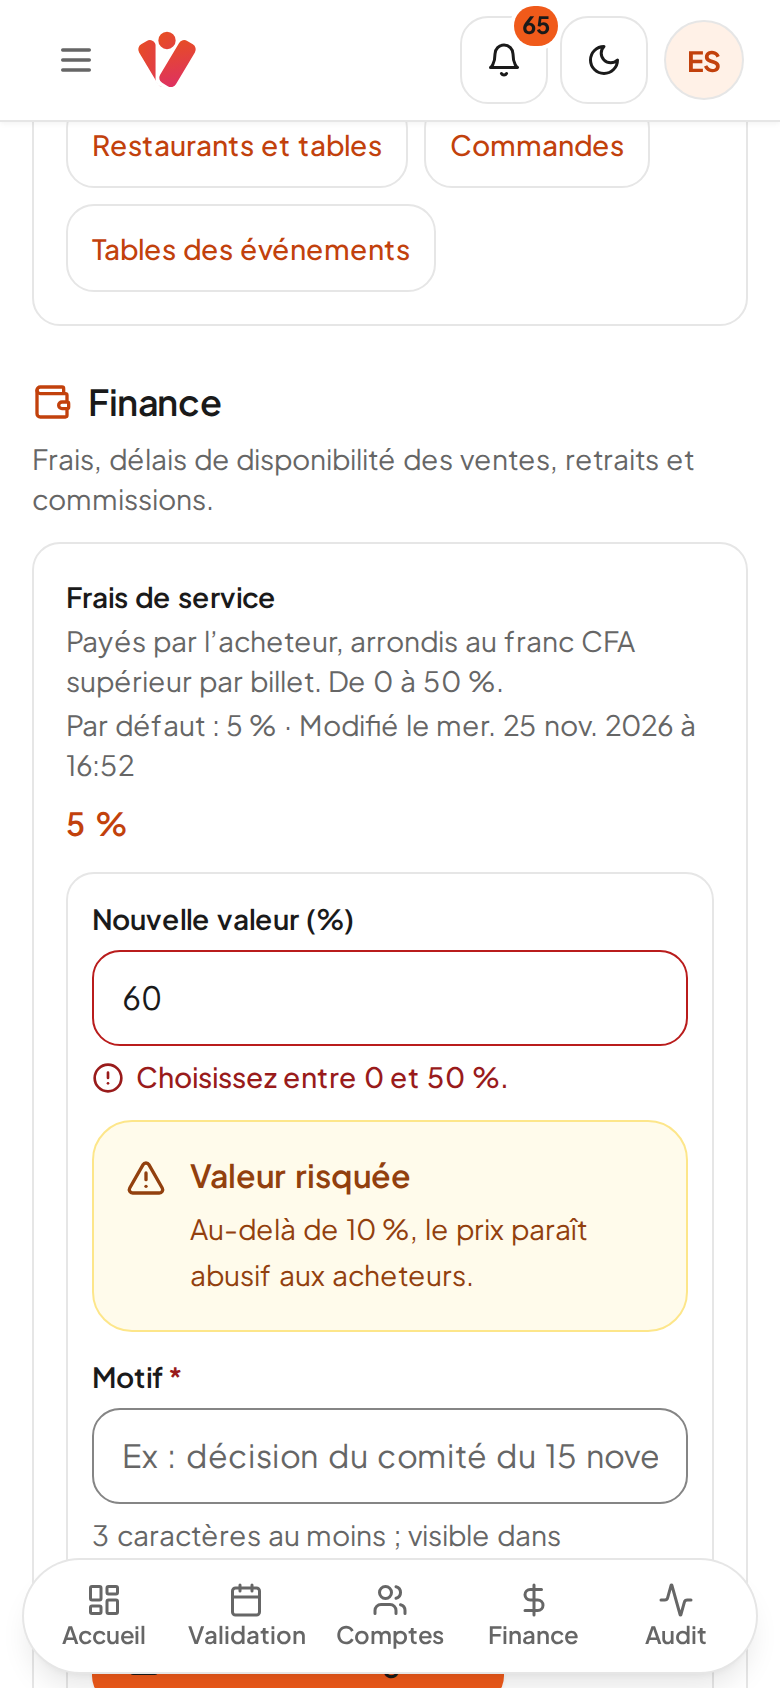 65
ES
Restaurants et tables
Commandes
Tables des événements
Finance
Frais, délais de disponibilité des ventes, retraits et
commissions.
Frais de service
Payés par l’acheteur, arrondis au franc CFA
supérieur par billet. De 0 à 50 %.
Par défaut : 5 % · Modifié le mer. 25 nov. 2026 à
16:52
5 %
Nouvelle valeur (%)
60
Choisissez entre 0 et 50 %.
Valeur risquée
Au-delà de 10 %, le prix paraît
abusif aux acheteurs.
Motif *
Ex : décision du comité du 15 nove
3 caractères au moins ; visible dans
Accueil
Validation
Comptes
Finance
Audit